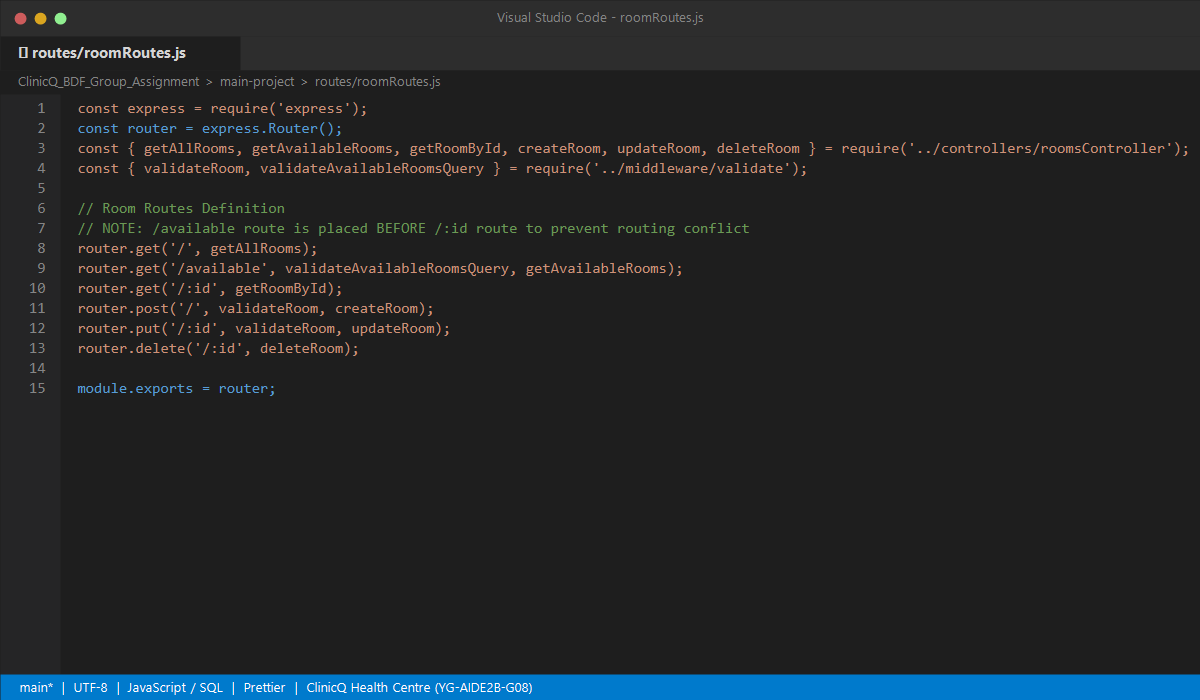 Visual Studio Code - roomRoutes.js
[] routes/roomRoutes.js
ClinicQ_BDF_Group_Assignment > main-project > routes/roomRoutes.js
1 const express = require('express');
2 const router = express.Router();
3 const { getAllRooms, getAvailableRooms, getRoomById, createRoom, updateRoom, deleteRoom } = require('../controllers/roomsController');
4 const { validateRoom, validateAvailableRoomsQuery } = require('../middleware/validate');
5
6 // Room Routes Definition
7 // NOTE: /available route is placed BEFORE /:id route to prevent routing conflict
8 router.get('/', getAllRooms);
9 router.get('/available', validateAvailableRoomsQuery, getAvailableRooms);
10 router.get('/:id', getRoomById);
11 router.post('/', validateRoom, createRoom);
12 router.put('/:id', validateRoom, updateRoom);
13 router.delete('/:id', deleteRoom);
14
15 module.exports = router;
main* | UTF-8 | JavaScript / SQL | Prettier | ClinicQ Health Centre (YG-AIDE2B-G08)